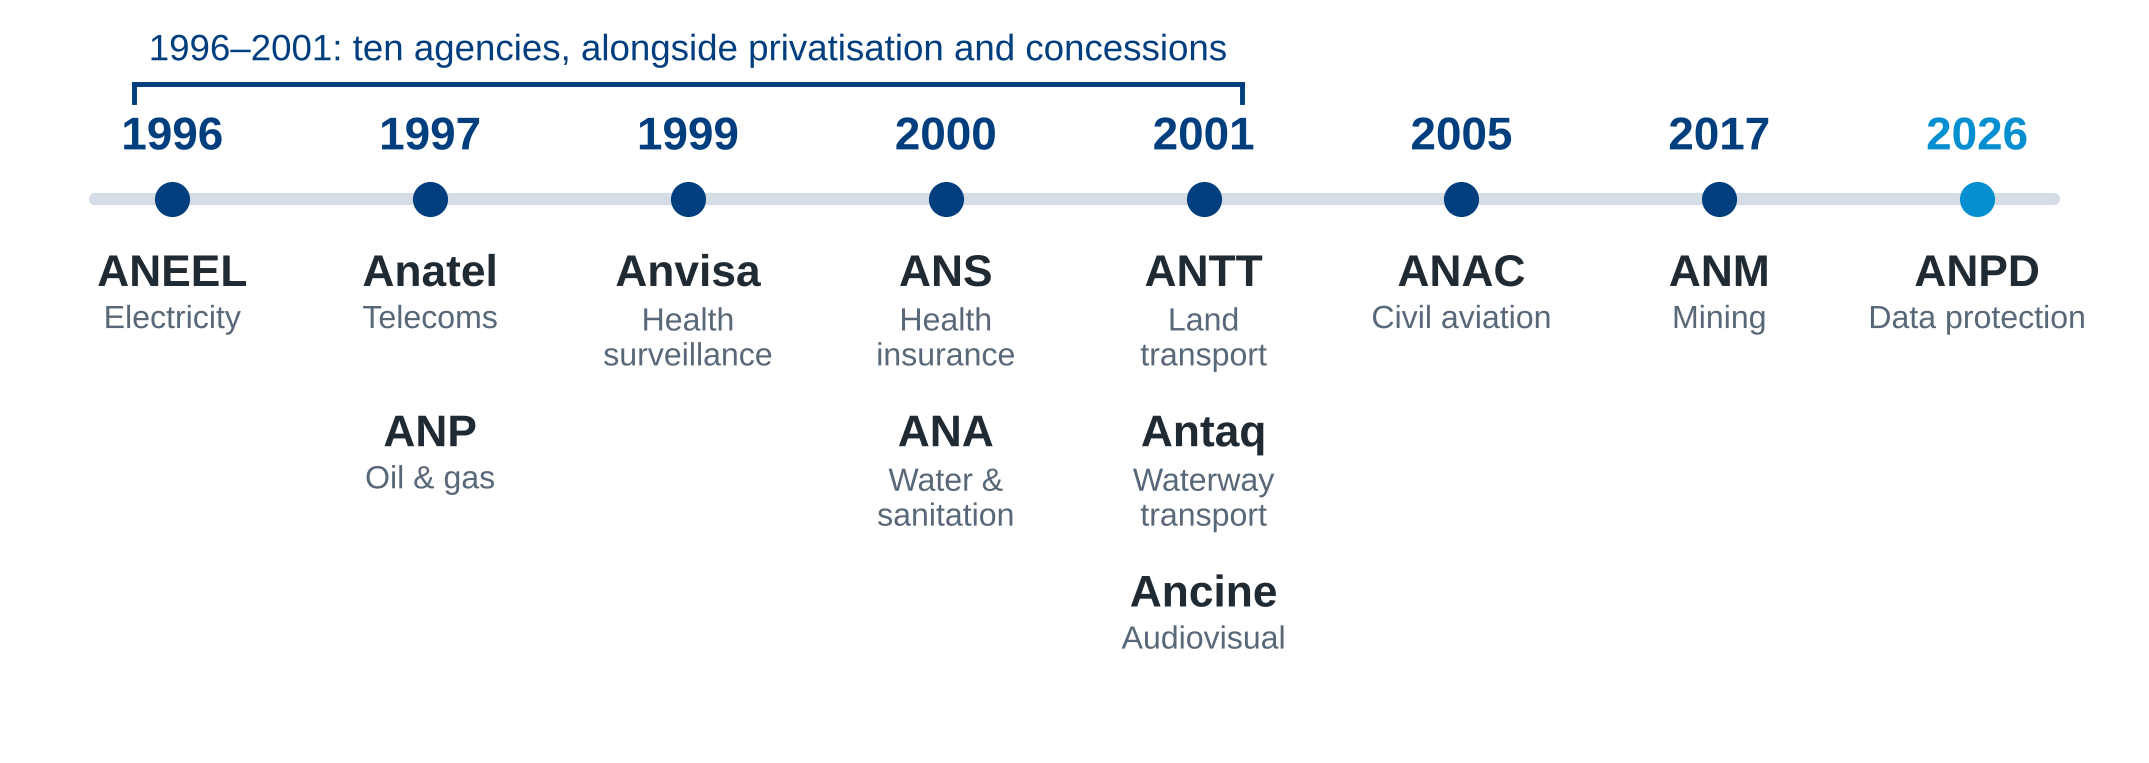 1996–2001: ten agencies, alongside privatisation and concessions
1996
1997
1999
2000
2001
2005
2017
2026
ANEEL
Electricity
Anatel
Telecoms
ANP
Oil & gas
Anvisa
Health
surveillance
ANS
Health
insurance
ANA
Water &
sanitation
ANTT
Land
transport
Antaq
Waterway
transport
Ancine
Audiovisual
ANAC
Civil aviation
ANM
Mining
ANPD
Data protection